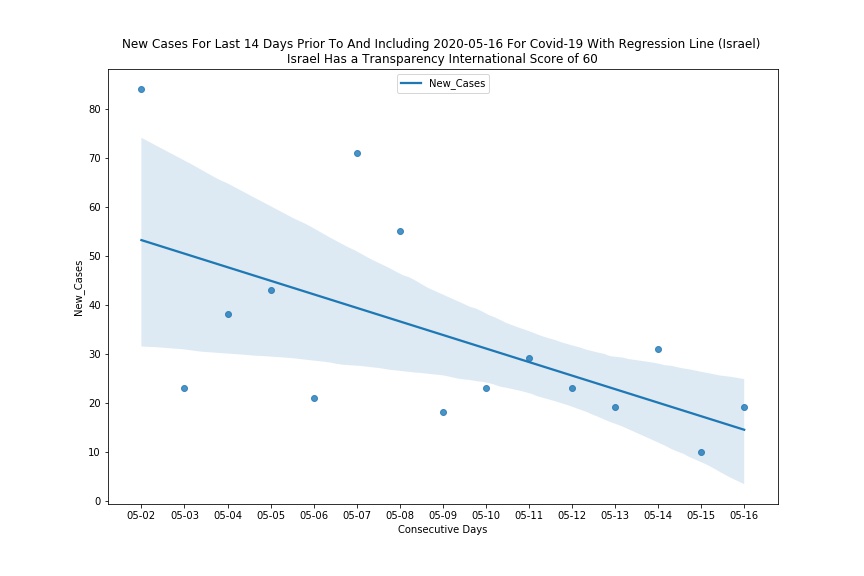 New Cases For Last 14 Days Prior To And Including 2020-05-16 For Covid-19 With Regression Line (Israel)
Israel Has a Transparency International Score of 60
New_Cases
80
70
60
50
40
30
20
10
0
New_Cases
05-02 05-03 05-04 05-05 05-06 05-07 05-08 05-09 05-10 05-11 05-12 05-13 05-14 05-15 05-16
Consecutive Days